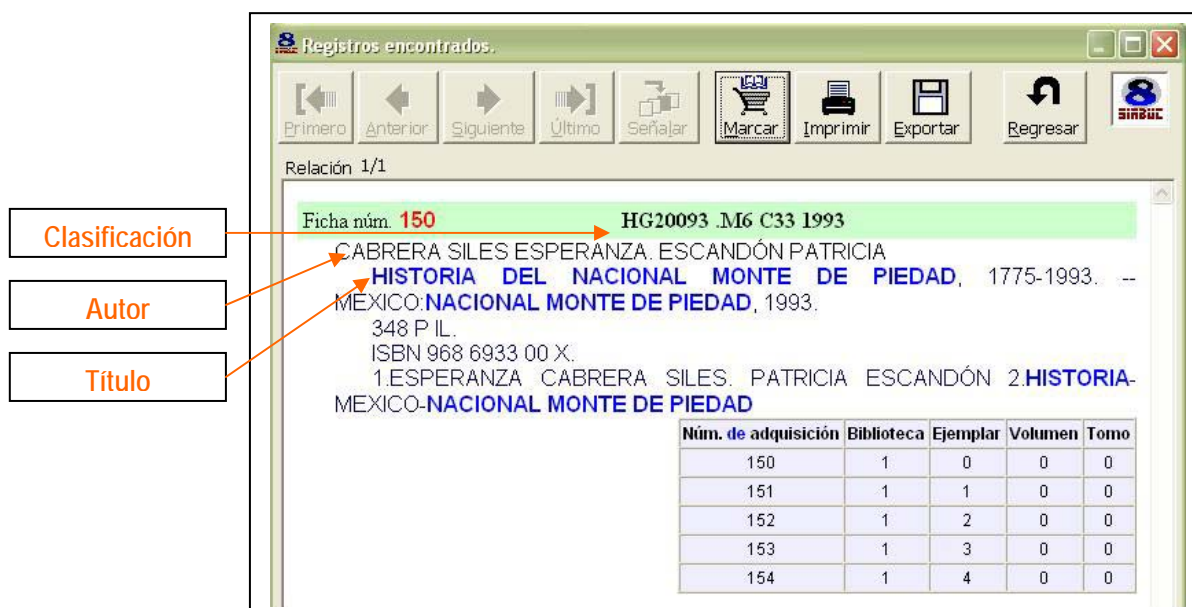 Registros encontrados.
Primero Anterior Siguiente Último Señalar Marcar Imprimir Exportar Regresar
8 SIABUC
Relación 1/1
Clasificación
Autor
Título
Ficha núm. 150 HG20093 .M6 C33 1993
CABRERA SILES ESPERANZA. ESCANDÓN PATRICIA
HISTORIA DEL NACIONAL MONTE DE PIEDAD, 1775-1993. --
MEXICO:NACIONAL MONTE DE PIEDAD, 1993.
348 P IL.
ISBN 968 6933 00 X.
1.ESPERANZA CABRERA SILES. PATRICIA ESCANDÓN 2.HISTORIA-
MEXICO-NACIONAL MONTE DE PIEDAD
Núm. de adquisición Biblioteca Ejemplar Volumen Tomo
150 1 0 0 0
151 1 1 0 0
152 1 2 0 0
153 1 3 0 0
154 1 4 0 0